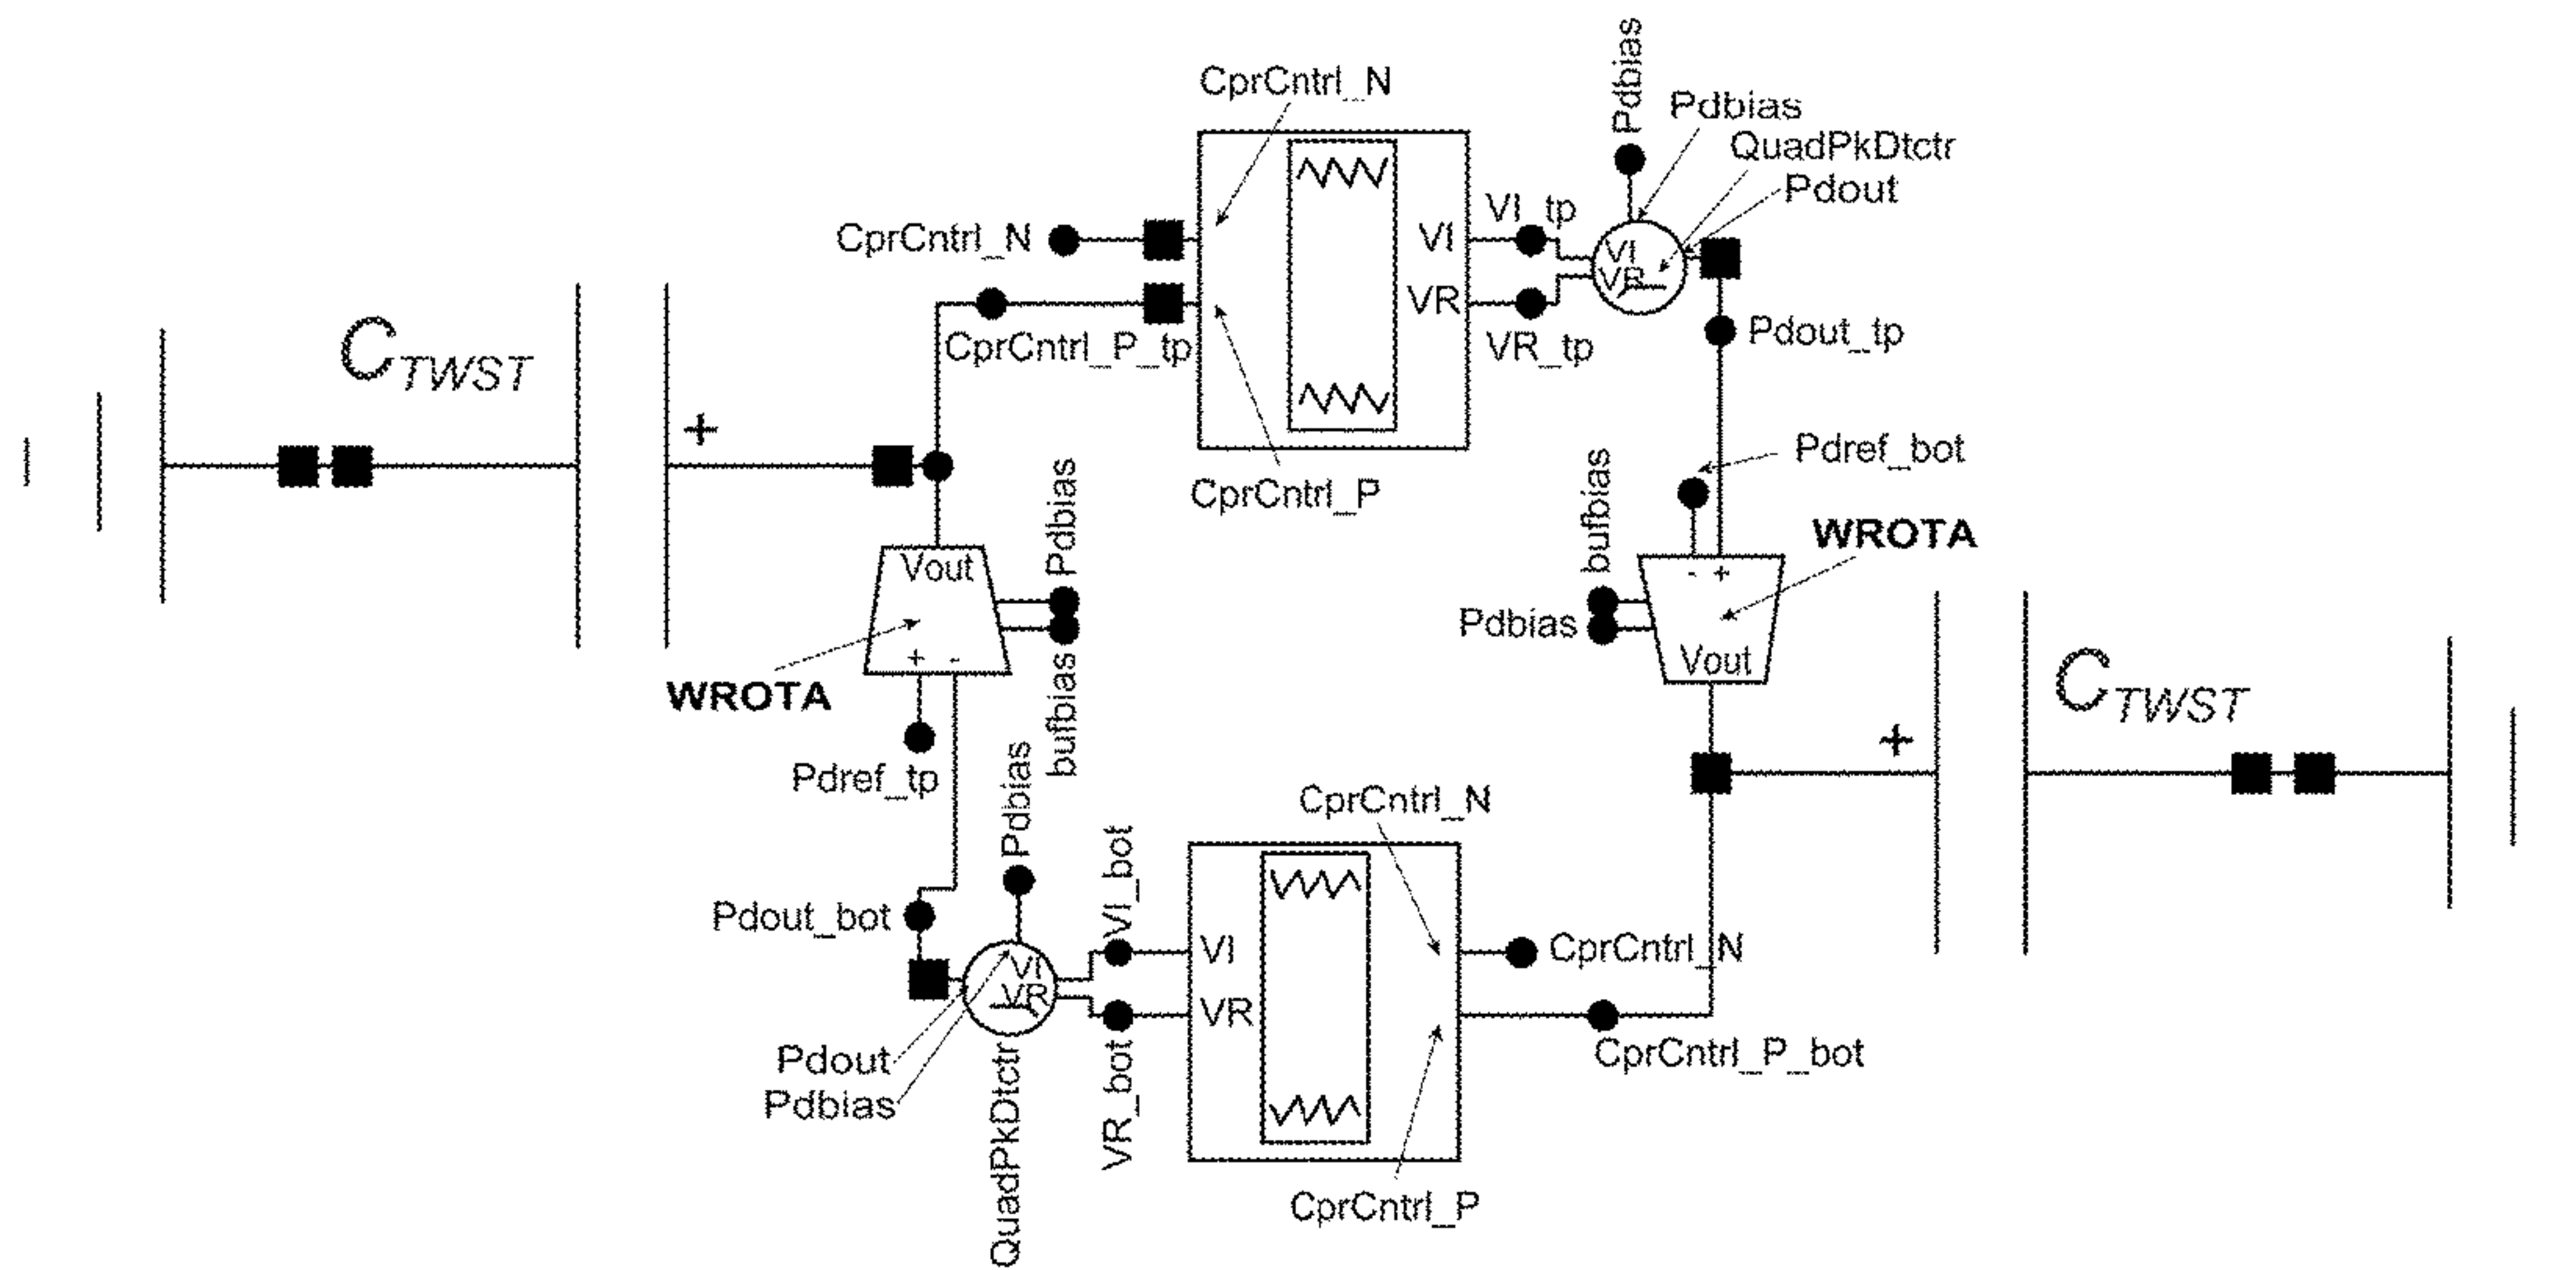 Pdbias
CprCntrl_N
Pdbias
QuadPkDtctr
Pdout
CprCntrl_N
VI
VI_tp
VI
VR
VR
VR_tp
CprCntrl_P_tp
Pdout_tp
C TWST
+
CprCntrl_P
Pdref_bot
Pdbias
bufbias
WROTA
Vout
- +
+ -
WROTA
Pdbias
Vout
bufbias
Pdref_tp
C TWST
+
Pdbias
CprCntrl_N
VI_bot
Pdout_bot
VI
VR
VI
VR
CprCntrl_N
Pdout
Pdbias
CprCntrl_P_bot
VR_bot
QuadPkDtctr
CprCntrl_P